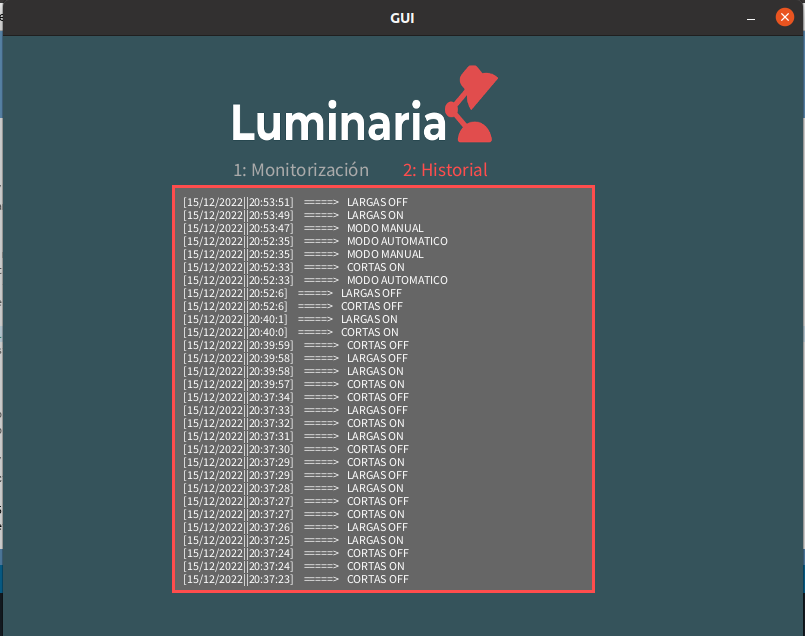 GUI
Luminaria
1: Monitorización 2: Historial
[15/12/2022||20:53:51] =====> LARGAS OFF
[15/12/2022||20:53:49] =====> LARGAS ON
[15/12/2022||20:53:47] =====> MODO MANUAL
[15/12/2022||20:52:35] =====> MODO AUTOMATICO
[15/12/2022||20:52:35] =====> MODO MANUAL
[15/12/2022||20:52:33] =====> CORTAS ON
[15/12/2022||20:52:33] =====> MODO AUTOMATICO
[15/12/2022||20:52:6] =====> LARGAS OFF
[15/12/2022||20:52:6] =====> CORTAS OFF
[15/12/2022||20:40:1] =====> LARGAS ON
[15/12/2022||20:40:0] =====> CORTAS ON
[15/12/2022||20:39:59] =====> CORTAS OFF
[15/12/2022||20:39:58] =====> LARGAS OFF
[15/12/2022||20:39:58] =====> LARGAS ON
[15/12/2022||20:39:57] =====> CORTAS ON
[15/12/2022||20:37:34] =====> CORTAS OFF
[15/12/2022||20:37:33] =====> LARGAS OFF
[15/12/2022||20:37:32] =====> CORTAS ON
[15/12/2022||20:37:31] =====> LARGAS ON
[15/12/2022||20:37:30] =====> CORTAS OFF
[15/12/2022||20:37:29] =====> CORTAS ON
[15/12/2022||20:37:29] =====> LARGAS OFF
[15/12/2022||20:37:28] =====> LARGAS ON
[15/12/2022||20:37:27] =====> CORTAS OFF
[15/12/2022||20:37:27] =====> CORTAS ON
[15/12/2022||20:37:26] =====> LARGAS OFF
[15/12/2022||20:37:25] =====> LARGAS ON
[15/12/2022||20:37:24] =====> CORTAS OFF
[15/12/2022||20:37:24] =====> CORTAS ON
[15/12/2022||20:37:23] =====> CORTAS OFF